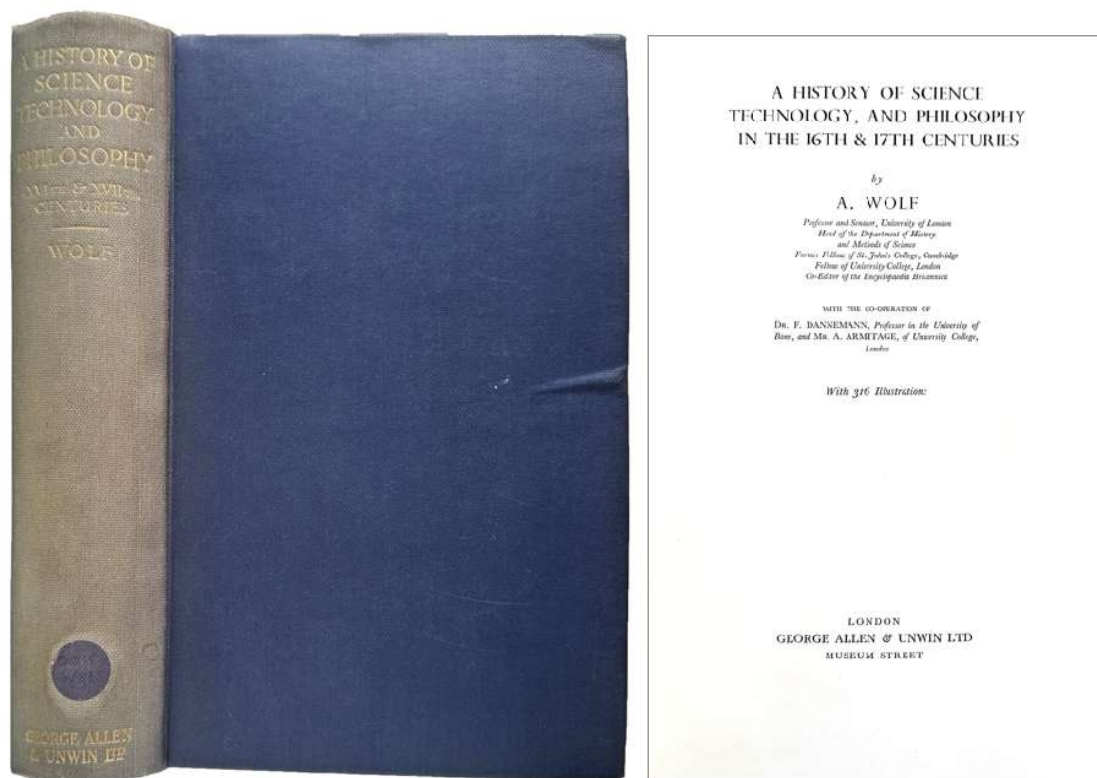 A HISTORY OF
SCIENCE
TECHNOLOGY
AND
PHILOSOPHY
XVITH & XVIITH
CENTURIES
WOLF
GEORGE ALLEN
& UNWIN LTD
A HISTORY OF SCIENCE
TECHNOLOGY, AND PHILOSOPHY
IN THE 16TH & 17TH CENTURIES
by
A. WOLF
Professor and Senator, University of London
Head of the Department of History
and Methods of Science
Former Fellow of St. John's College, Cambridge
Fellow of University College, London
Co-Editor of the Encyclopaedia Britannica
WITH THE CO-OPERATION OF
DR. F. DANNEMANN, Professor in the University of
Bonn, and MR. A. ARMITAGE, of University College,
London
With 316 Illustrations
LONDON
GEORGE ALLEN & UNWIN LTD
MUSEUM STREET